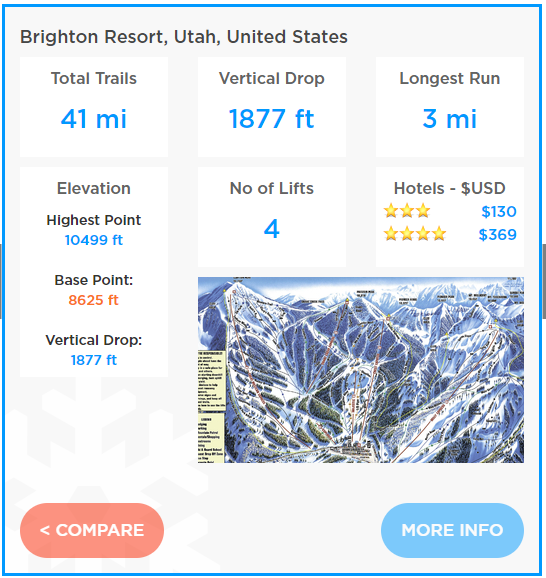 Brighton Resort, Utah, United States
Total Trails
41 mi
Vertical Drop
1877 ft
Longest Run
3 mi
Elevation
Highest Point
10499 ft
Base Point:
8625 ft
Vertical Drop:
1877 ft
No of Lifts
4
Hotels - $USD
$130
$369
< COMPARE
MORE INFO